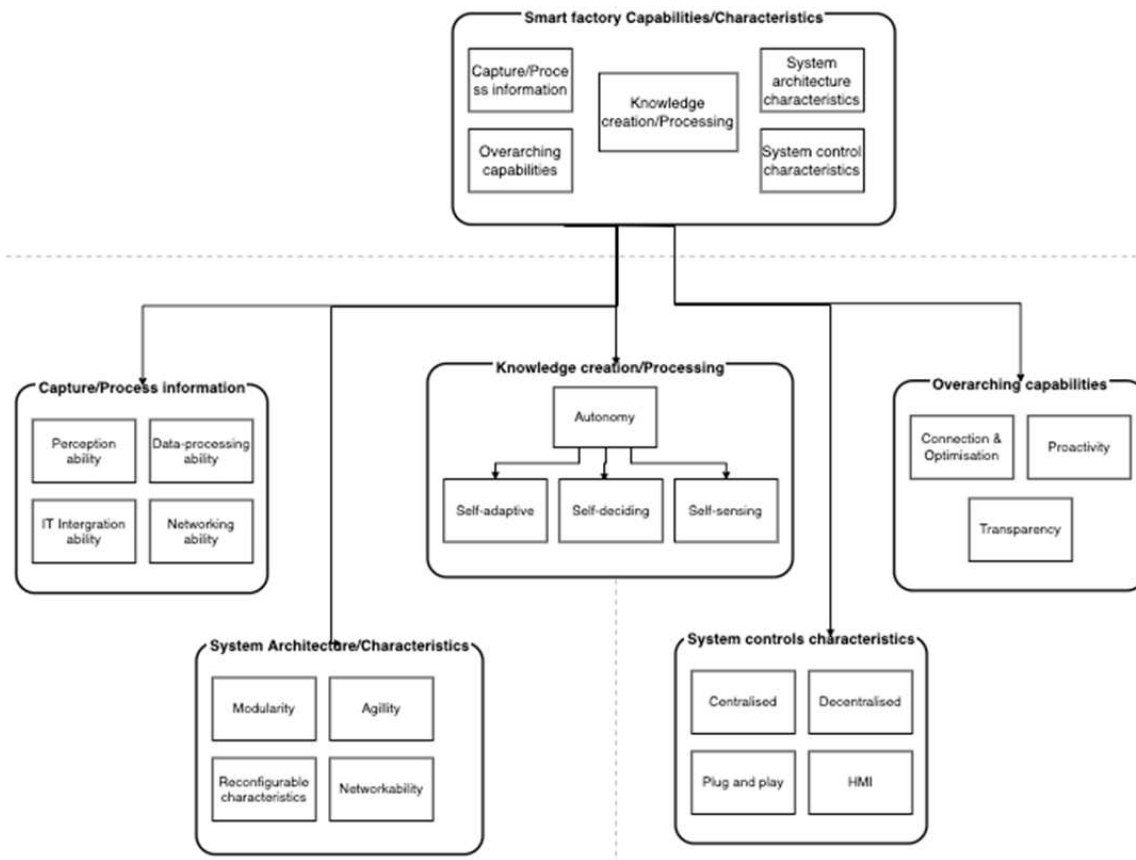 Smart factory Capabilities/Characteristics
Capture/Proce
ss information
Knowledge
creation/Processing
System
architecture
characteristics
Overarching
capabilities
System control
characteristics
Capture/Process information
Perception
ability
Data-processing
ability
IT Intergration
ability
Networking
ability
Knowledge creation/Processing
Autonomy
Self-adaptive
Self-deciding
Self-sensing
Overarching capabilities
Connection &
Optimisation
Proactivity
Transparency
System Architecture/Characteristics
Modularity
Agillity
Reconfigurable
characteristics
Networkability
System controls characteristics
Centralised
Decentralised
Plug and play
HMI